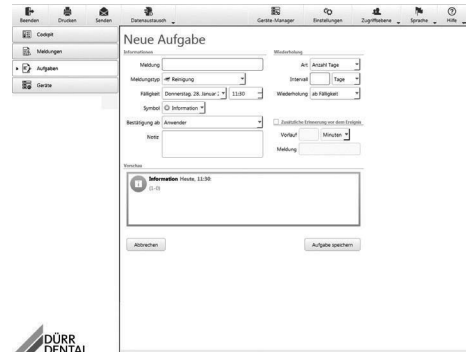 Beenden Drucken Senden Datenaustausch Geräte-Manager Einstellungen Zugriffsebene Sprache Hilfe
Cockpit
Meldungen
Aufgaben
Geräte
Neue Aufgabe
Informationen
Meldung
Meldungstyp Reinigung
Fälligkeit Donnerstag, 28. Januar 11:30
Symbol Information
Bestätigung ab Anwender
Notiz
Wiederholung
Art Anzahl Tage
Intervall Tage
Wiederholung ab Fälligkeit
Zusätzliche Erinnerung vor dem Ereignis
Vorlauf Minuten
Meldung
Vorschau
Information Heute, 11:30
(1-0)
Abbrechen Aufgabe speichern
DÜRR
DENTAL